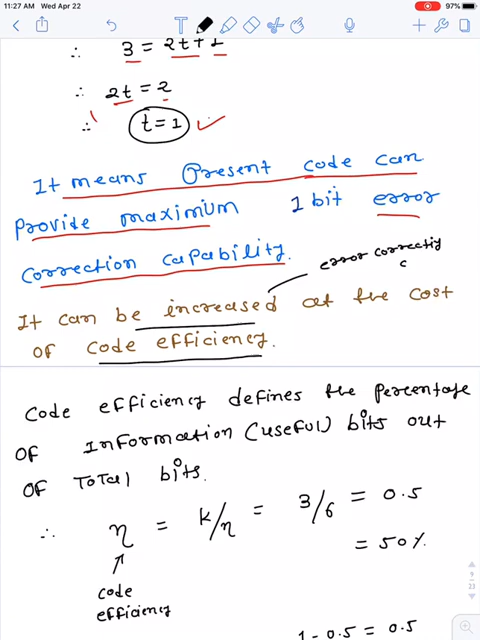 11:27 AM Wed Apr 22
97%
∴ 3 = 2t+1
∴ 2t = 2
∴ t=1
It means Present code can
Provide maximum 1 bit error
correction capability.
error correctig
c
It can be increased at the cost
of code efficiency.
code efficiency defines the percentage
of Information (useful) bits out
of Total bits.
∴ η = k/n = 3/6 = 0.5
= 50%
code
efficiency
1 - 0.5 = 0.5
9
23